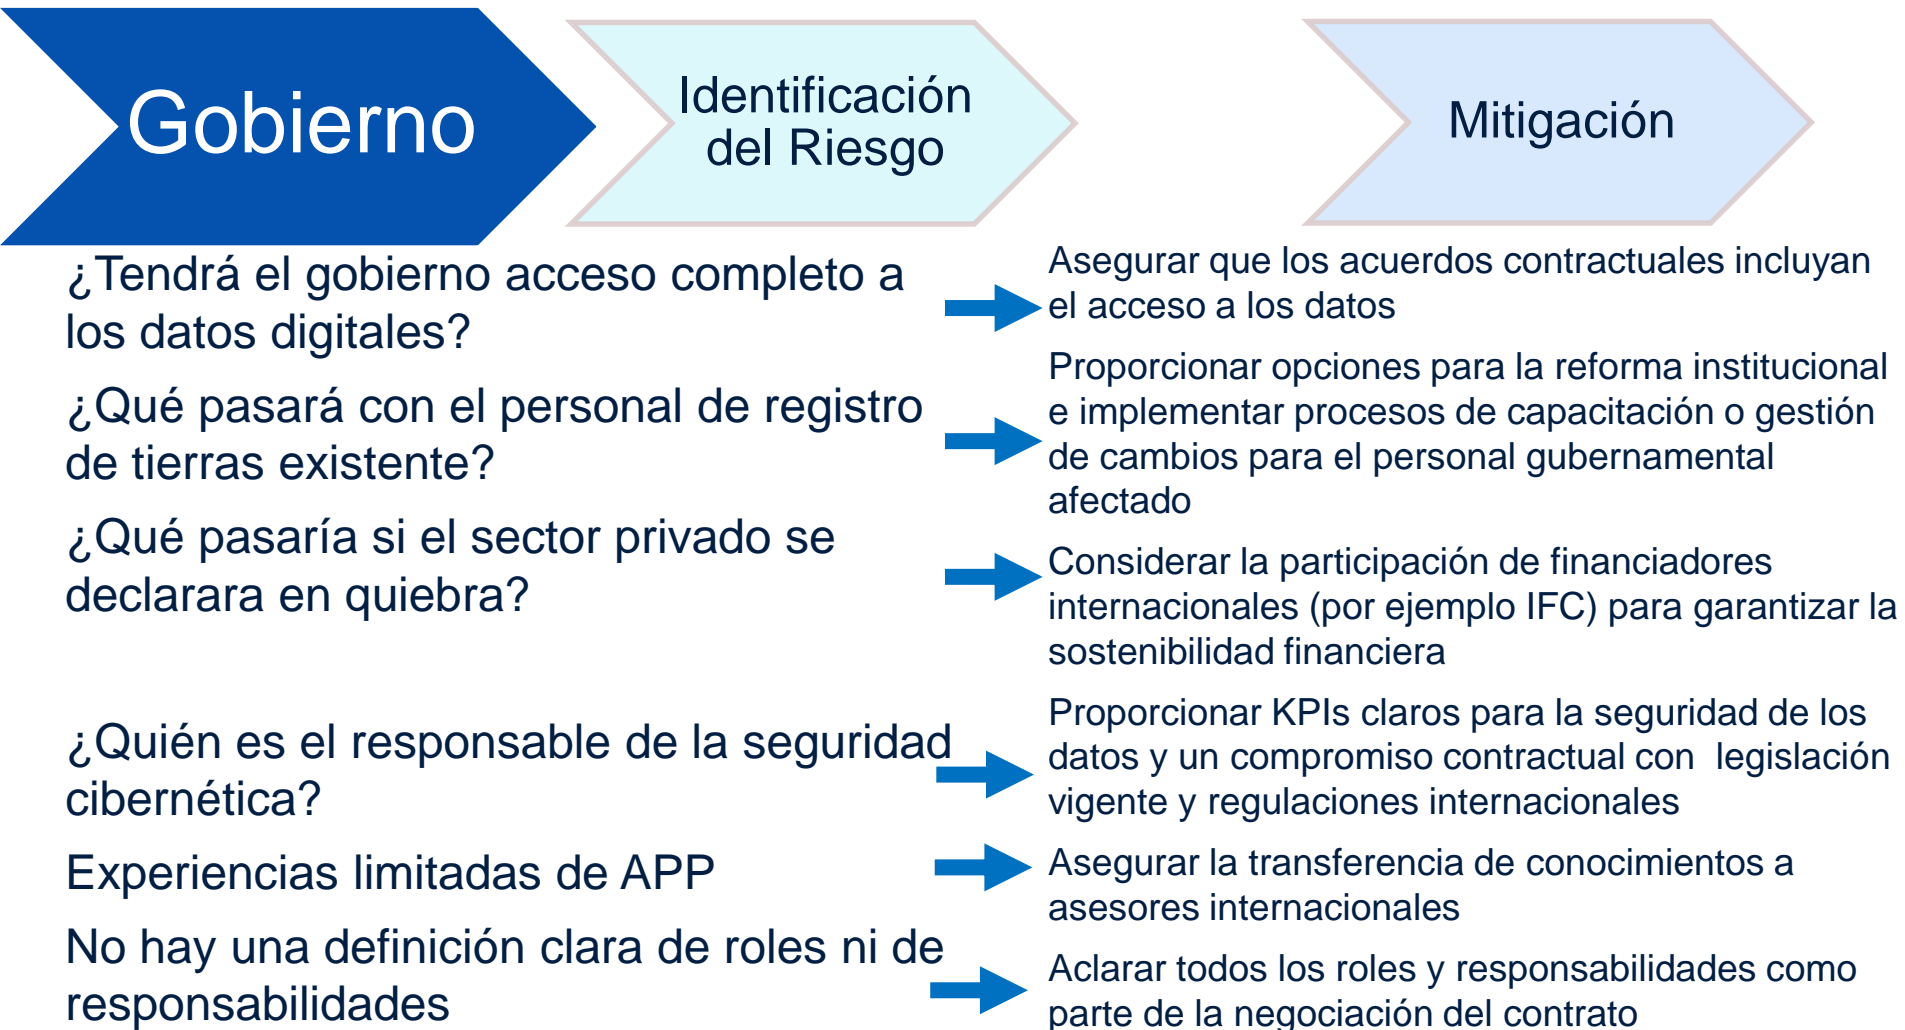 Gobierno
Identificación
del Riesgo
Mitigación
¿Tendrá el gobierno acceso completo a
los datos digitales?
Asegurar que los acuerdos contractuales incluyan
el acceso a los datos
¿Qué pasará con el personal de registro
de tierras existente?
Proporcionar opciones para la reforma institucional
e implementar procesos de capacitación o gestión
de cambios para el personal gubernamental
afectado
¿Qué pasaría si el sector privado se
declarara en quiebra?
Considerar la participación de financiadores
internacionales (por ejemplo IFC) para garantizar la
sostenibilidad financiera
¿Quién es el responsable de la seguridad
cibernética?
Proporcionar KPIs claros para la seguridad de los
datos y un compromiso contractual con  legislación
vigente y regulaciones internacionales
Experiencias limitadas de APP
Asegurar la transferencia de conocimientos a
asesores internacionales
No hay una definición clara de roles ni de
responsabilidades
Aclarar todos los roles y responsabilidades como
parte de la negociación del contrato